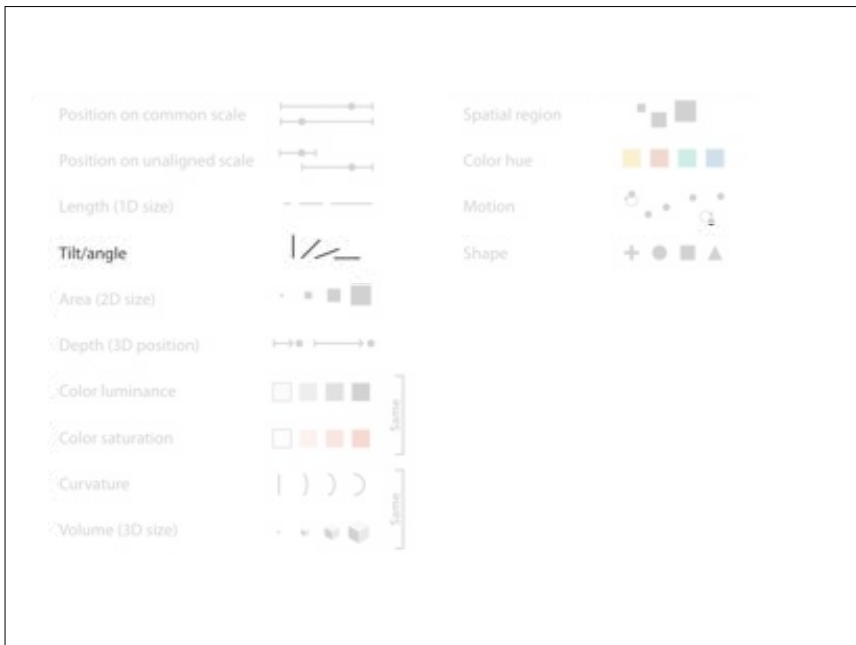 Position on common scale
Position on unaligned scale
Length (1D size)
Tilt/angle
Area (2D size)
Depth (3D position)
Color luminance
Color saturation
Same
Curvature
Volume (3D size)
Same
Spatial region
Color hue
Motion
Shape